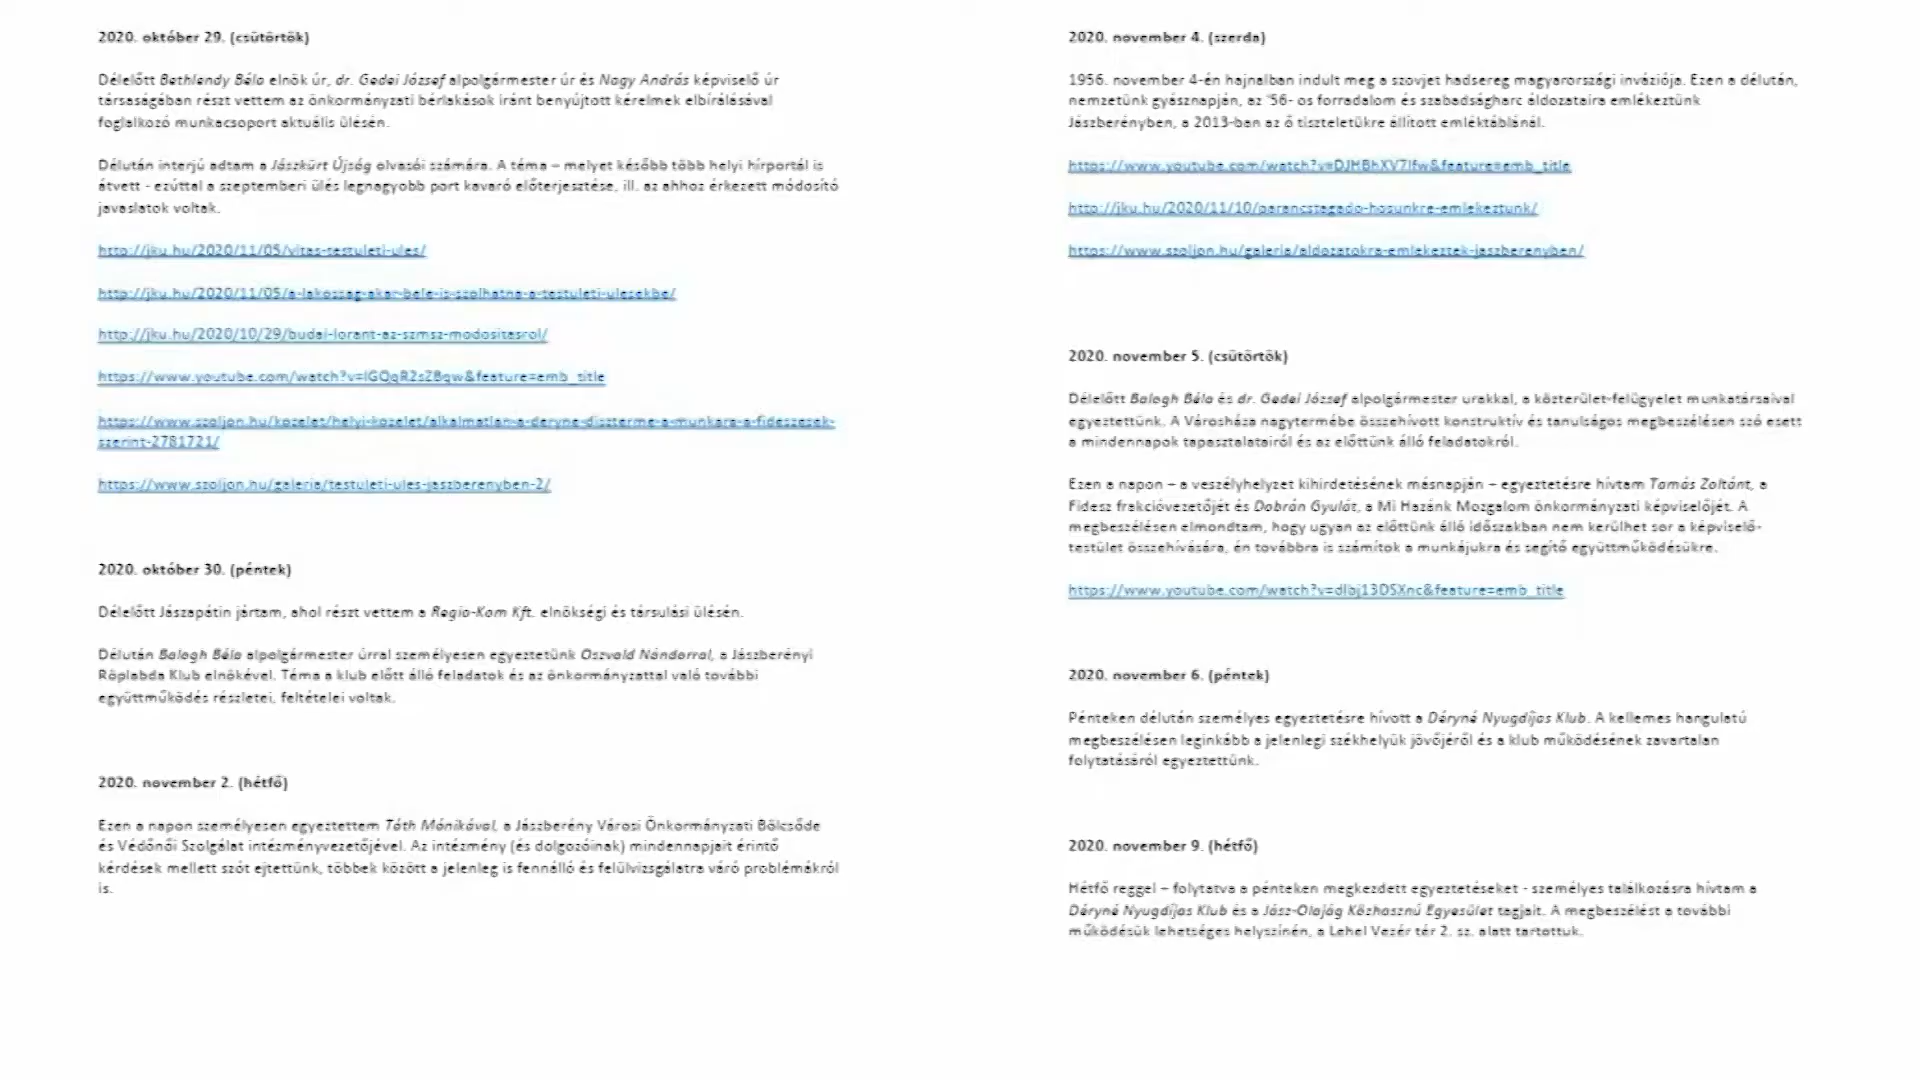 2020. október 29. (csütörtök)
Délelőtt Bethlendy Béla elnök úr, dr. Gedei József alpolgármester úr és Nagy András képviselő úr
társaságában részt vettem az önkormányzati bérlakások iránt benyújtott kérelmek elbírálásával
foglalkozó munkacsoport aktuális ülésén.
Délután interjú adtam a Jászkürt Újság olvasói számára. A téma – melyet később több helyi hírportál is
átvett - ezúttal a szeptemberi ülés legnagyobb port kavaró előterjesztése, ill. az ahhoz érkezett módosító
javaslatok voltak.
http://jku.hu/2020/11/05/vitas-testuleti-ules/
http://jku.hu/2020/11/05/a-lakossag-akar-bele-is-szolhatna-a-testuleti-ulesekbe/
http://jku.hu/2020/10/29/budai-lorant-az-szmsz-modositasrol/
https://www.youtube.com/watch?v=IGQqR2sZBqw&feature=emb_title
https://www.szoljon.hu/kozelet/helyi-kozelet/alkalmatlan-a-deryne-diszterme-a-munkara-a-fideszesek-
szerint-2781721/
https://www.szoljon.hu/galeria/testuleti-ules-jaszberenyben-2/
2020. október 30. (péntek)
Délelőtt Jászapátin jártam, ahol részt vettem a Regio-Kom Kft. elnökségi és társulási ülésén.
Délután Balogh Béla alpolgármester úrral személyesen egyeztetünk Oszvald Nándorral, a Jászberényi
Röplabda Klub elnökével. Téma a klub előtt álló feladatok és az önkormányzattal való további
együttműködés részletei, feltételei voltak.
2020. november 2. (hétfő)
Ezen a napon személyesen egyeztettem Tóth Mónikával, a Jászberény Városi Önkormányzati Bölcsőde
és Védőnői Szolgálat intézményvezetőjével. Az intézmény (és dolgozóinak) mindennapjait érintő
kérdések mellett szót ejtettünk, többek között a jelenleg is fennálló és felülvizsgálatra váró problémákról
is.
2020. november 4. (szerda)
1956. november 4-én hajnalban indult meg a szovjet hadsereg magyarországi inváziója. Ezen a délután,
nemzetünk gyásznapján, az '56- os forradalom és szabadságharc áldozataira emlékeztünk
Jászberényben, a 2013-ban az ő tiszteletükre állított emléktáblánál.
https://www.youtube.com/watch?v=DJHBhXV7lfw&feature=emb_title
http://jku.hu/2020/11/10/parancstagado-hosunkre-emlekeztunk/
https://www.szoljon.hu/galeria/aldozatokra-emlekeztek-jaszberenyben/
2020. november 5. (csütörtök)
Délelőtt Balogh Béla és dr. Gedei József alpolgármester urakkal, a közterület-felügyelet munkatársaival
egyeztettünk. A Városháza nagytermébe összehívott konstruktív és tanulságos megbeszélésen szó esett
a mindennapok tapasztalatairól és az előttünk álló feladatokról.
Ezen a napon – a veszélyhelyzet kihirdetésének másnapján – egyeztetésre hívtam Tamás Zoltánt, a
Fidesz frakcióvezetőjét és Dobrán Gyulát, a Mi Hazánk Mozgalom önkormányzati képviselőjét. A
megbeszélésen elmondtam, hogy ugyan az előttünk álló időszakban nem kerülhet sor a képviselő-
testület összehívására, én továbbra is számítok a munkájukra és segítő együttműködésükre.
https://www.youtube.com/watch?v=dlbj13DSXnc&feature=emb_title
2020. november 6. (péntek)
Pénteken délután személyes egyeztetésre hívott a Déryné Nyugdíjas Klub. A kellemes hangulatú
megbeszélésen leginkább a jelenlegi székhelyük jövőjéről és a klub működésének zavartalan
folytatásáról egyeztettünk.
2020. november 9. (hétfő)
Hétfő reggel – folytatva a pénteken megkezdett egyeztetéseket - személyes találkozásra hívtam a
Déryné Nyugdíjas Klub és a Jász-Olajág Közhasznú Egyesület tagjait. A megbeszélést a további
működésük lehetséges helyszínén, a Lehel Vezér tér 2. sz. alatt tartottuk.